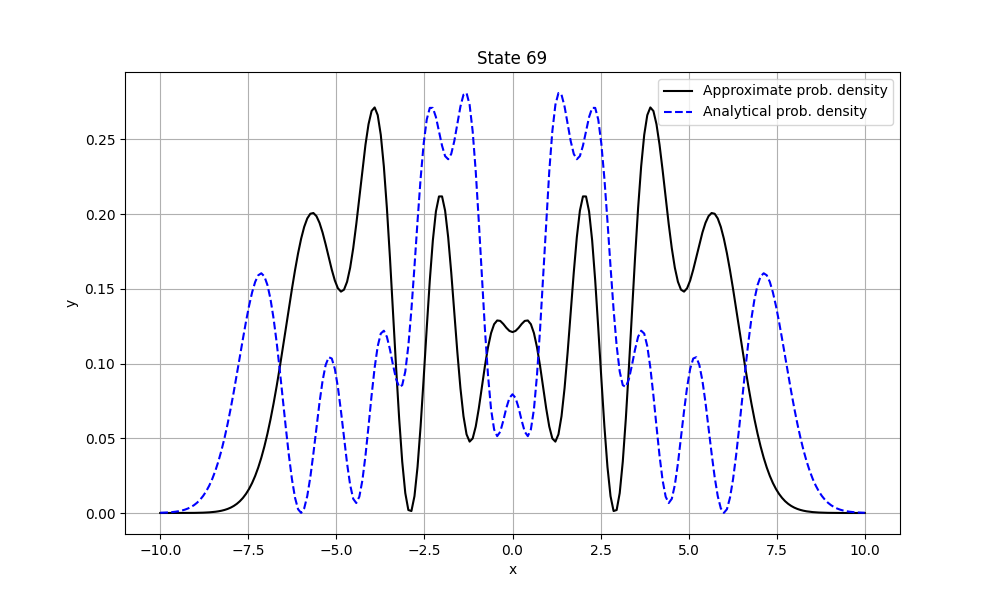 State 69
Approximate prob. density
Analytical prob. density
0.25
0.20
0.15
0.10
0.05
0.00
y
−10.0 −7.5 −5.0 −2.5 0.0 2.5 5.0 7.5 10.0
x